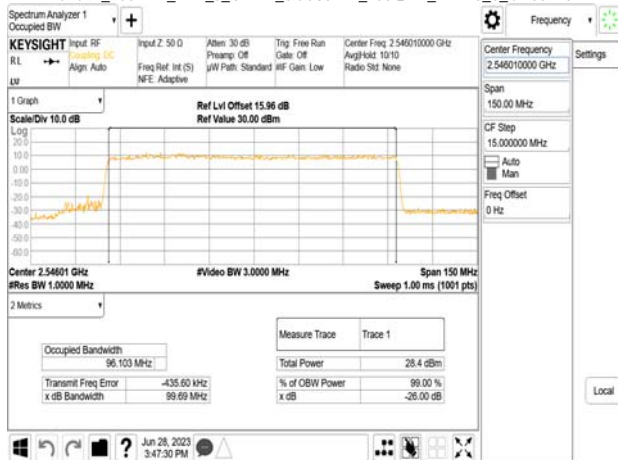 Spectrum Analyzer 1
Occupied BW
+
Frequency
KEYSIGHT
Input: RF
Coupling: DC
Align: Auto
Input Z: 50 Ω
Freq Ref: Int (S)
NFE: Adaptive
Atten: 30 dB
Preamp: Off
µW Path: Standard
Trig: Free Run
Gate: Off
#IF Gain: Low
Center Freq: 2.546010000 GHz
Avg|Hold: 10/10
Radio Std: None
RL
LVI
Center Frequency
2.546010000 GHz
Settings
Span
150.00 MHz
CF Step
15.000000 MHz
Auto
Man
Freq Offset
0 Hz
1 Graph
Scale/Div 10.0 dB
Ref Lvl Offset 15.96 dB
Ref Value 30.00 dBm
Log
20.0
10.0
0.00
-10.0
-20.0
-30.0
-40.0
-50.0
-60.0
Center 2.54601 GHz
#Video BW 3.0000 MHz
Span 150 MHz
#Res BW 1.0000 MHz
Sweep 1.00 ms (1001 pts)
2 Metrics
Measure Trace
Trace 1
Occupied Bandwidth
96.103 MHz
Total Power
28.4 dBm
Transmit Freq Error
-435.60 kHz
% of OBW Power
99.00 %
x dB Bandwidth
99.69 MHz
x dB
-26.00 dB
Local
?
Jun 28, 2023
3:47:30 PM